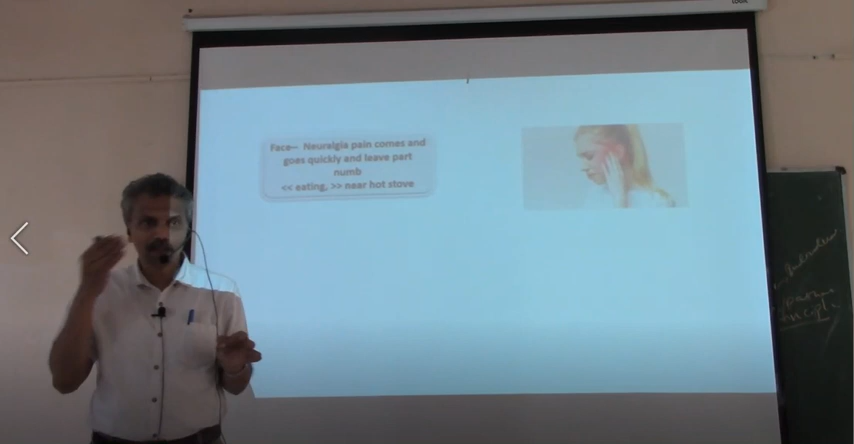 Face-- Neuralgia pain comes and
goes quickly and leave part
numb
<< eating, >> near hot stove